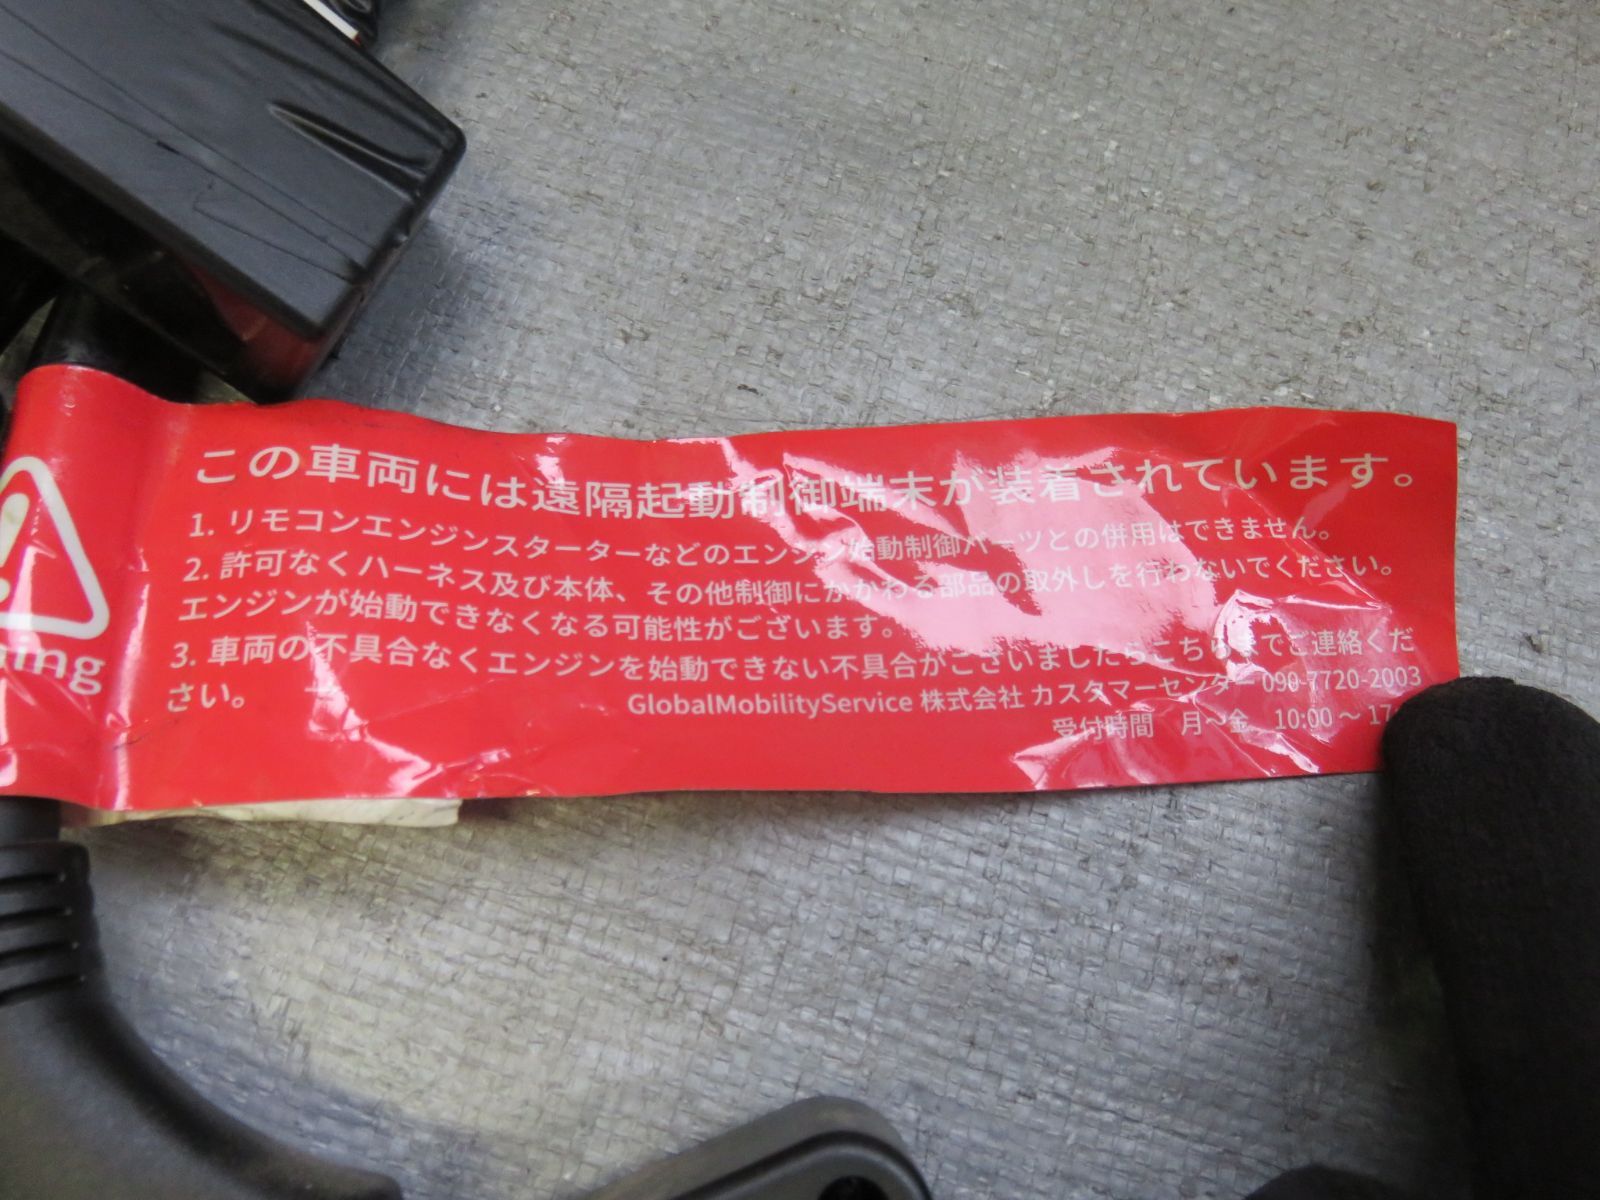 この車両には遠隔起動制御端末が装着されています。
1. リモコンエンジンスターターなどのエンジン始動制御パーツとの併用はできません。
2. 許可なくハーネス及び本体、その他制御にかかわる部品の取外しを行わないでください。
エンジンが始動できなくなる可能性がございます。
3. 車両の不具合なくエンジンを始動できない不具合がございましたらこちらまでご連絡くだ
さい。
GlobalMobilityService 株式会社 カスタマーセンター 090-7720-2003
受付時間 月～金 10:00 ～ 17
ning